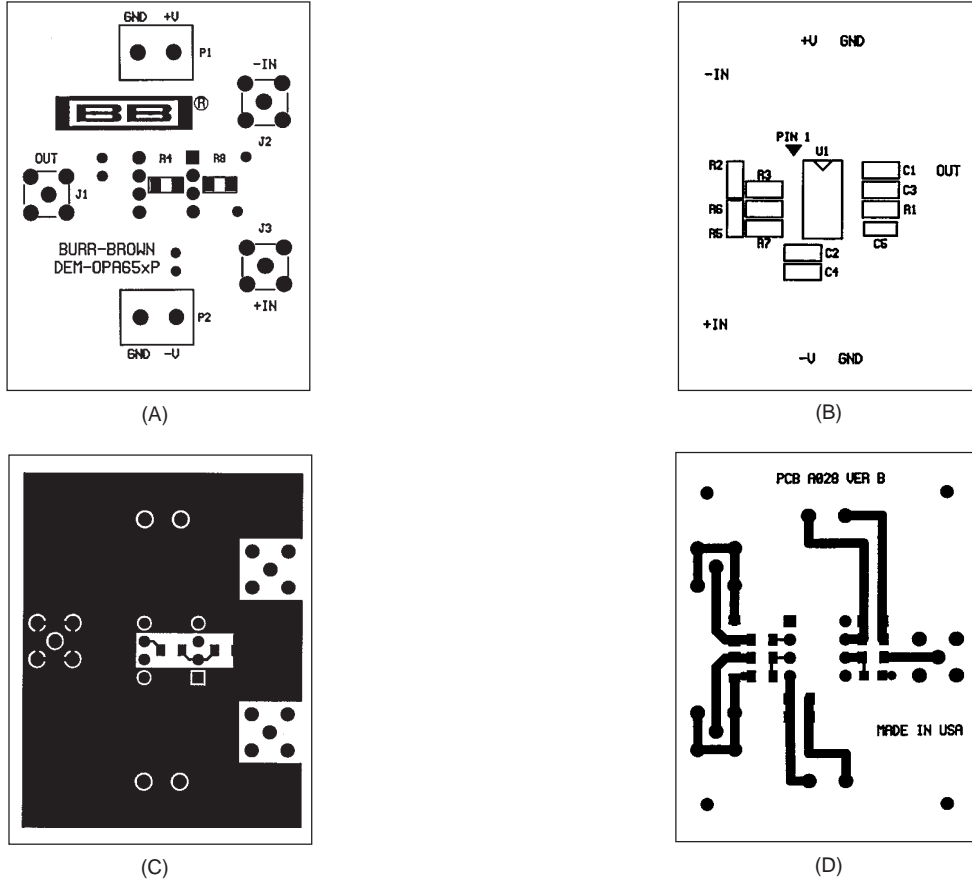 GND +V
P1
-IN
BB®
J2
OUT
R4 R8
J1
J3
BURR-BROWN
DEM-OPA65xP
+IN
P2
GND -V
(A)
+V GND
-IN
PIN 1
U1
R2
R3
C1
OUT
C3
R6
R1
R5
R7
C5
C2
C4
+IN
-V GND
(B)
(C)
PCB A028 VER B
MADE IN USA
(D)